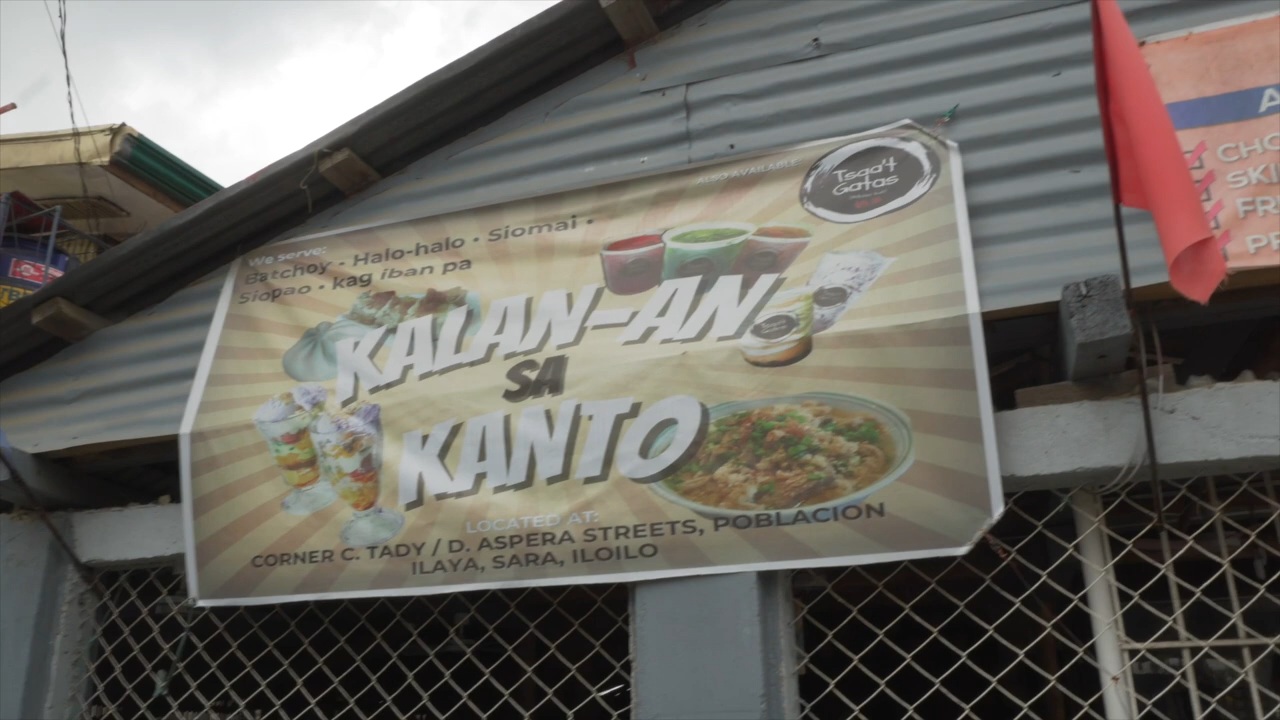 We serve:
Batchoy • Halo-halo • Siomai •
Siopao • kag iban pa
ALSO AVAILABLE
Tsaa't
Gatas
KALAN-AN
SA
KANTO
LOCATED AT:
CORNER C. TADY / D. ASPERA STREETS, POBLACION
ILAYA, SARA, ILOILO
A
CHO
SKI
FR